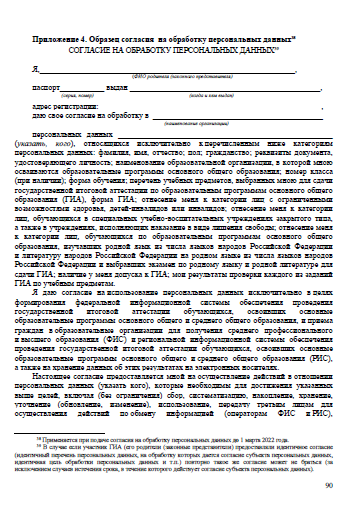 Приложение 4. Образец согласия на обработку персональных данных³⁸
СОГЛАСИЕ НА ОБРАБОТКУ ПЕРСОНАЛЬНЫХ ДАННЫХ³⁹
Я, ,
(ФИО родителя (законного представителя)
паспорт выдан ,
(серия, номер) (когда и кем выдан)
адрес регистрации: ,
даю свое согласие на обработку в
(наименование организации)
персональных данных
(указать, кого), относящихся исключительно к перечисленным ниже категориям
персональных данных: фамилия, имя, отчество; пол; гражданство; реквизиты документа,
удостоверяющего личность; наименование образовательной организации, в которой мною
осваиваются образовательные программы основного общего образования; номер класса
(при наличии); форма обучения; перечень учебных предметов, выбранных мною для сдачи
государственной итоговой аттестации по образовательным программам основного общего
образования (ГИА), форма ГИА; отнесение меня к категории лиц с ограниченными
возможностями здоровья, детей-инвалидов или инвалидов; отнесение меня к категории
лиц, обучающихся в специальных учебно-воспитательных учреждениях закрытого типа,
а также в учреждениях, исполняющих наказание в виде лишения свободы; отнесение меня
к категории лиц, обучающихся по образовательным программам основного общего
образования, изучавших родной язык из числа языков народов Российской Федерации
и литературу народов Российской Федерации на родном языке из числа языков народов
Российской Федерации и выбравших экзамен по родному языку и родной литературе для
сдачи ГИА; наличие у меня допуска к ГИА; мои результаты проверки каждого из заданий
ГИА по учебным предметам.
Я даю согласие на использование персональных данных исключительно в целях
формирования федеральной информационной системы обеспечения проведения
государственной итоговой аттестации обучающихся, освоивших основные
образовательные программы основного общего и среднего общего образования, и приема
граждан в образовательные организации для получения среднего профессионального
и высшего образования (ФИС) и региональной информационной системы обеспечения
проведения государственной итоговой аттестации обучающихся, освоивших основные
образовательные программы основного общего и среднего общего образования (РИС),
а также на хранение данных об этих результатах на электронных носителях.
Настоящее согласие предоставляется мной на осуществление действий в отношении
персональных данных (указать кого), которые необходимы для достижения указанных
выше целей, включая (без ограничения) сбор, систематизацию, накопление, хранение,
уточнение (обновление, изменение), использование, передачу третьим лицам для
осуществления действий по обмену информацией (операторам ФИС и РИС),
³⁸ Применяется при подаче согласия на обработку персональных данных до 1 марта 2022 года.
³⁹ В случае если участник ГИА (его родители (законные представители)) предоставили идентичное согласие
(идентичный перечень персональных данных, на обработку которых дается согласие субъекта персональных данных,
идентичная цель обработки персональных данных и т.п.) повторно такое же согласие может не браться (за
исключением случаев истечения срока, в течение которого действует согласие субъекта персональных данных).
90